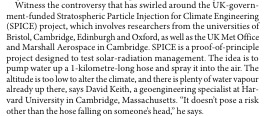 Witness the controversy that has swirled around the UK-govern-
ment-funded Stratospheric Particle Injection for Climate Engineering
(SPICE) project, which involves researchers from the universities of
Bristol, Cambridge, Edinburgh and Oxford, as well as the UK Met Office
and Marshall Aerospace in Cambridge. SPICE is a proof-of-principle
project designed to test solar-radiation management. The idea is to
pump water up a 1-kilometre-long hose and spray it into the air. The
altitude is too low to alter the climate, and there is plenty of water vapour
already up there, says David Keith, a geoengineering specialist at Har-
vard University in Cambridge, Massachusetts. “It doesn’t pose a risk
other than the hose falling on someone’s head,” he says.